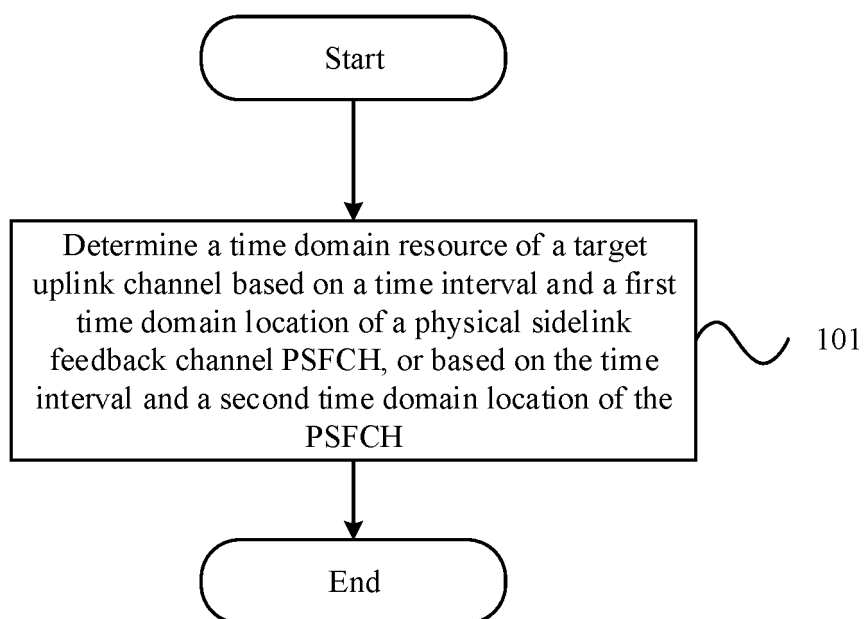 Start
Determine a time domain resource of a target
uplink channel based on a time interval and a first
time domain location of a physical sidelink
feedback channel PSFCH, or based on the time
interval and a second time domain location of the
PSFCH
101
End